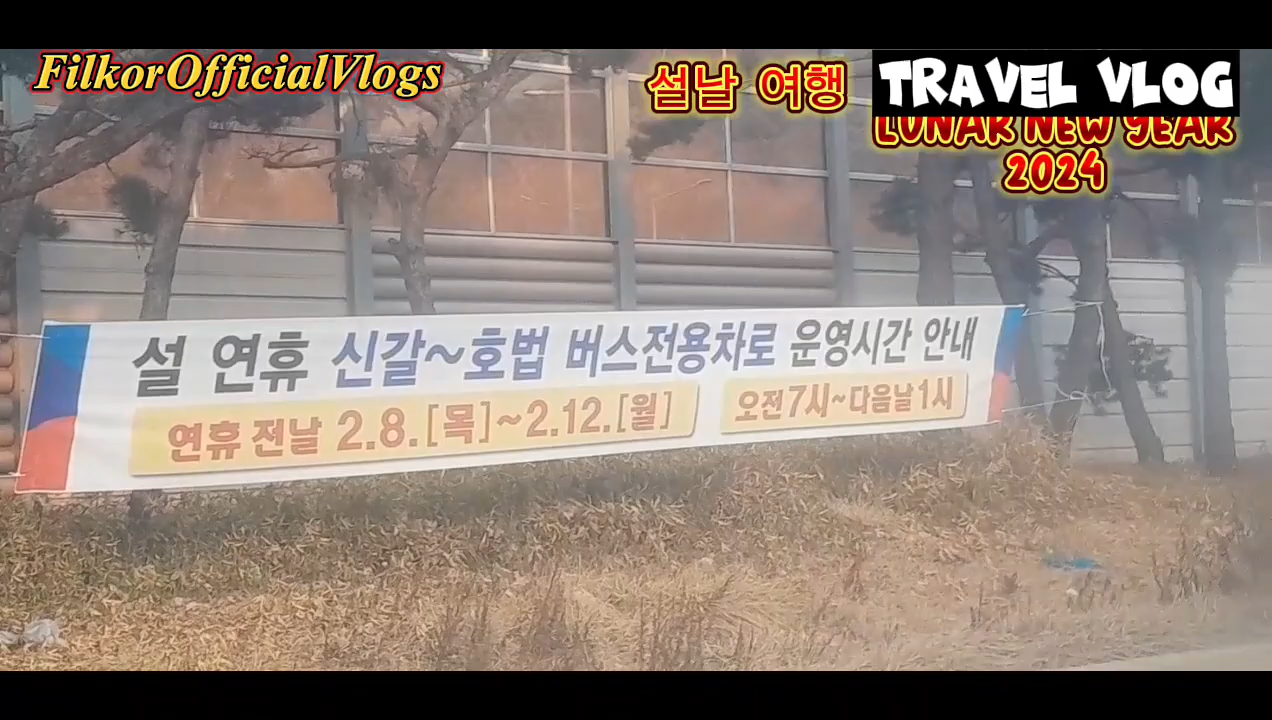 FilkorOfficialVlogs
설날 여행
TRAVEL VLOG
LUNAR NEW YEAR
2024
설 연휴 신갈~호법 버스전용차로 운영시간 안내
연휴 전날 2.8.[목]~2.12.[월] 오전7시~다음날1시